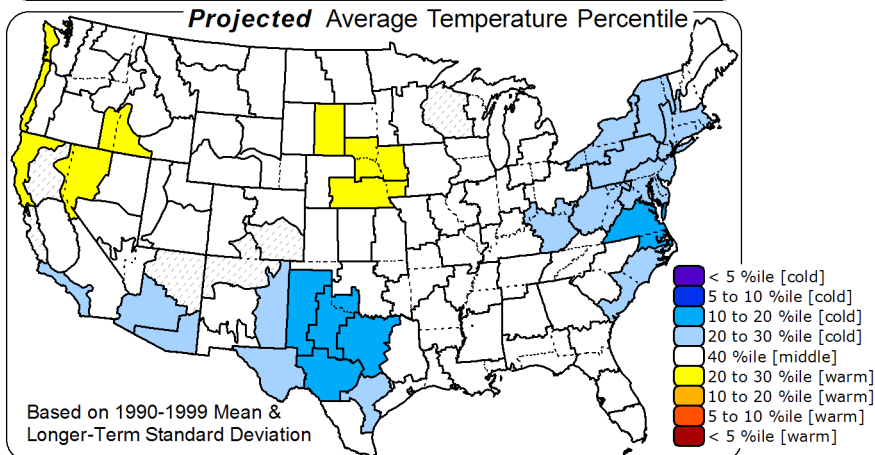 Projected Average Temperature Percentile
< 5 %ile [cold]
5 to 10 %ile [cold]
10 to 20 %ile [cold]
20 to 30 %ile [cold]
40 %ile [middle]
20 to 30 %ile [warm]
10 to 20 %ile [warm]
5 to 10 %ile [warm]
< 5 %ile [warm]
Based on 1990-1999 Mean &
Longer-Term Standard Deviation